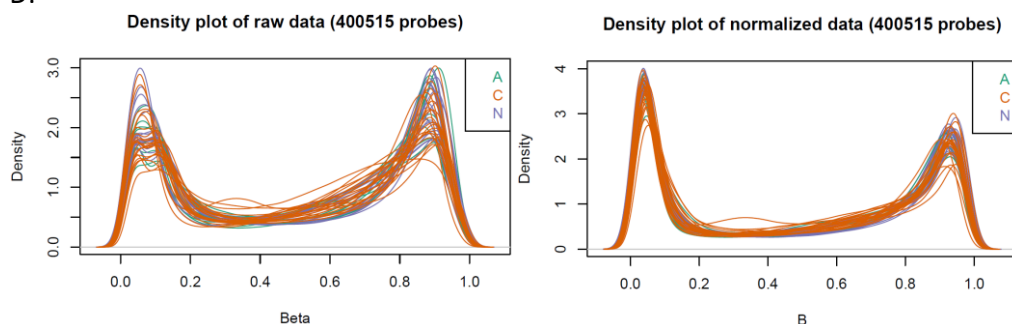 Density plot of raw data (400515 probes)
Density
3.0
2.0
1.0
0.0
0.0 0.2 0.4 0.6 0.8 1.0
Beta
A
C
N
Density plot of normalized data (400515 probes)
Density
4
3
2
1
0
0.0 0.2 0.4 0.6 0.8 1.0
B
A
C
N